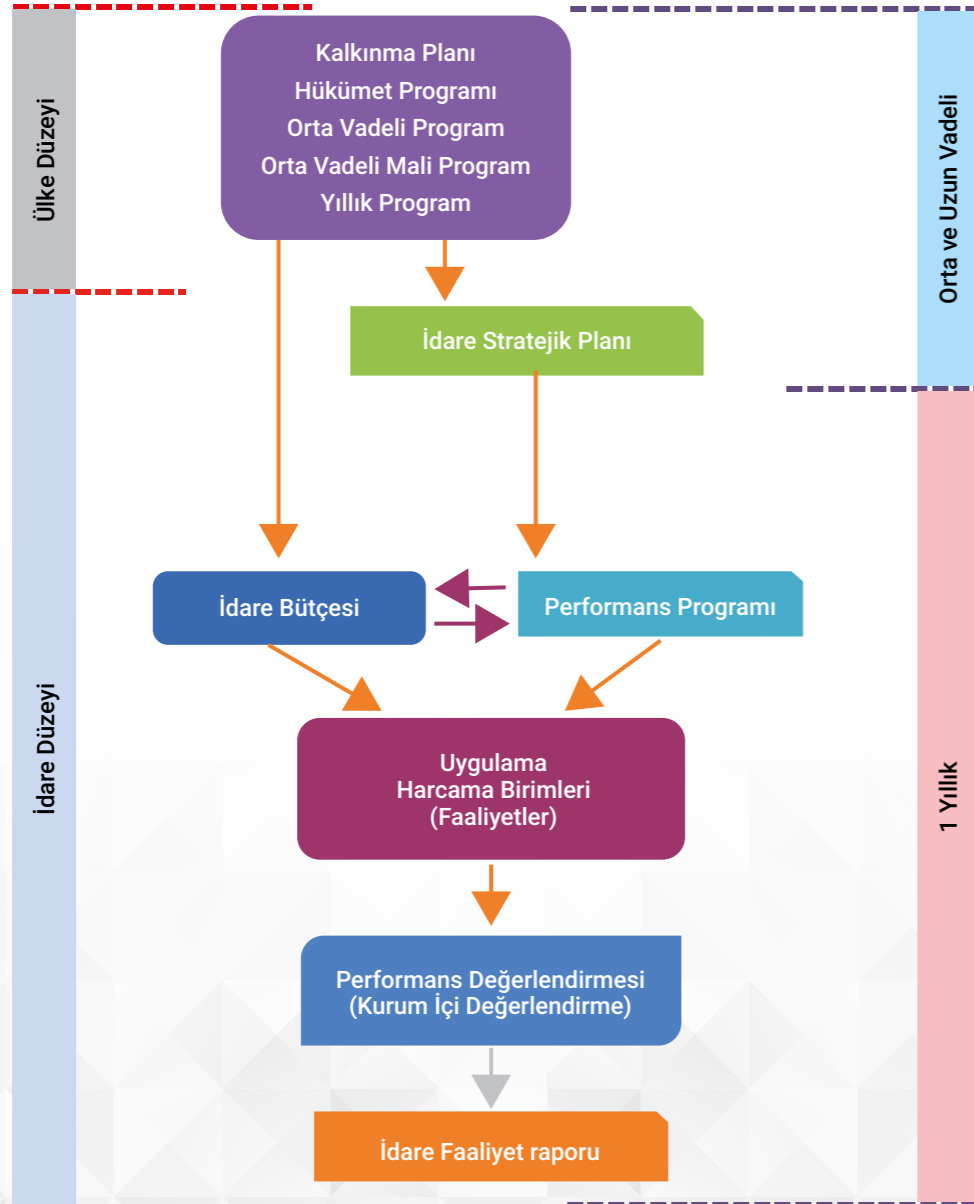 Ülke Düzeyi
Kalkınma Planı
Hükümet Programı
Orta Vadeli Program
Orta Vadeli Mali Program
Yıllık Program
Orta ve Uzun Vadeli
İdare Stratejik Planı
İdare Düzeyi
İdare Bütçesi
Performans Programı
Uygulama
Harcama Birimleri
(Faaliyetler)
1 Yıllık
Performans Değerlendirmesi
(Kurum İçi Değerlendirme)
İdare Faaliyet raporu